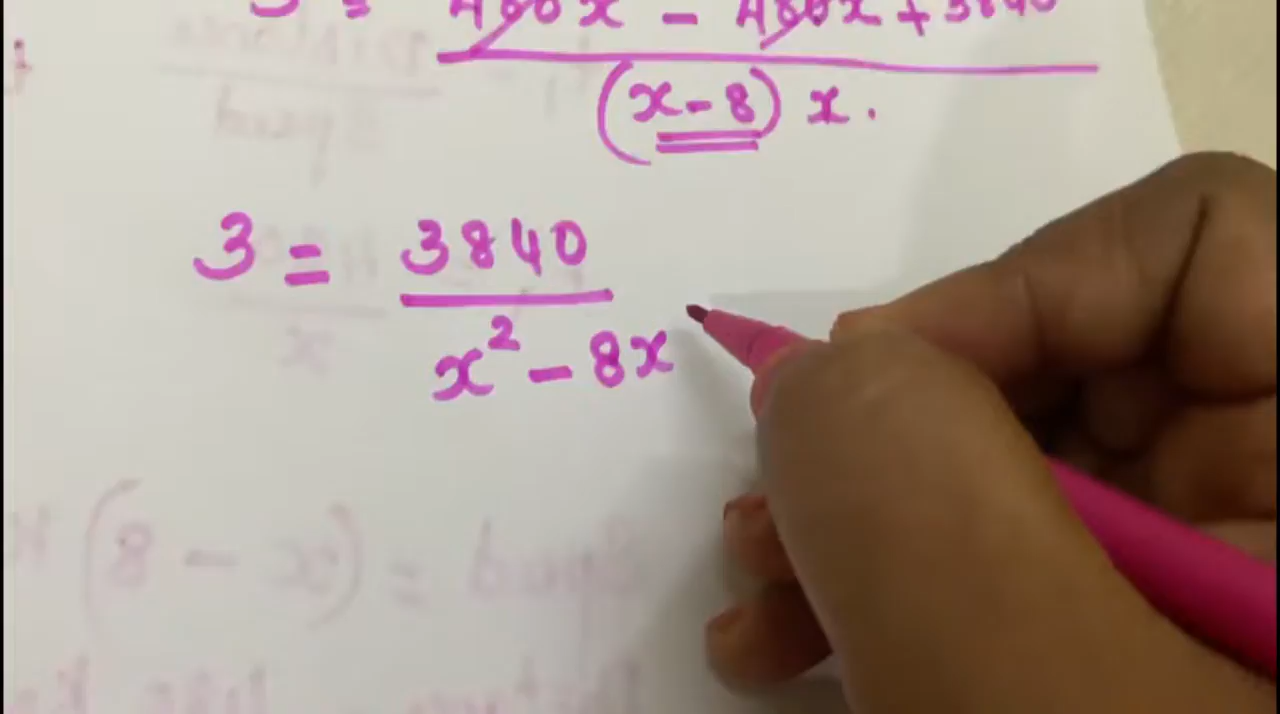 3 = 480x - 480x + 3840
(x - 8) x.
3 = 3840
x² - 8x